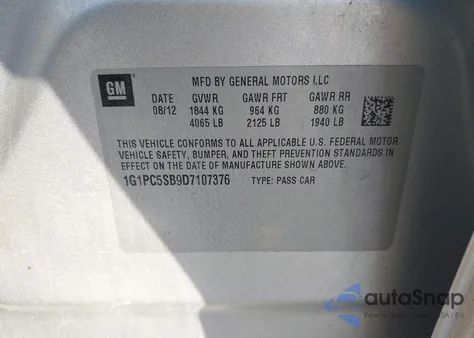 GM
MFD BY GENERAL MOTORS LLC
DATE GVWR GAWR FRT GAWR RR
08/12 1844 KG 964 KG 880 KG
4065 LB 2125 LB 1940 LB
THIS VEHICLE CONFORMS TO ALL APPLICABLE U.S. FEDERAL MOTOR
VEHICLE SAFETY, BUMPER, AND THEFT PREVENTION STANDARDS
IN EFFECT ON THE DATE OF MANUFACTURE SHOWN ABOVE.
1G1PC5SB9D7107376 TYPE: PASS CAR
autoSnap